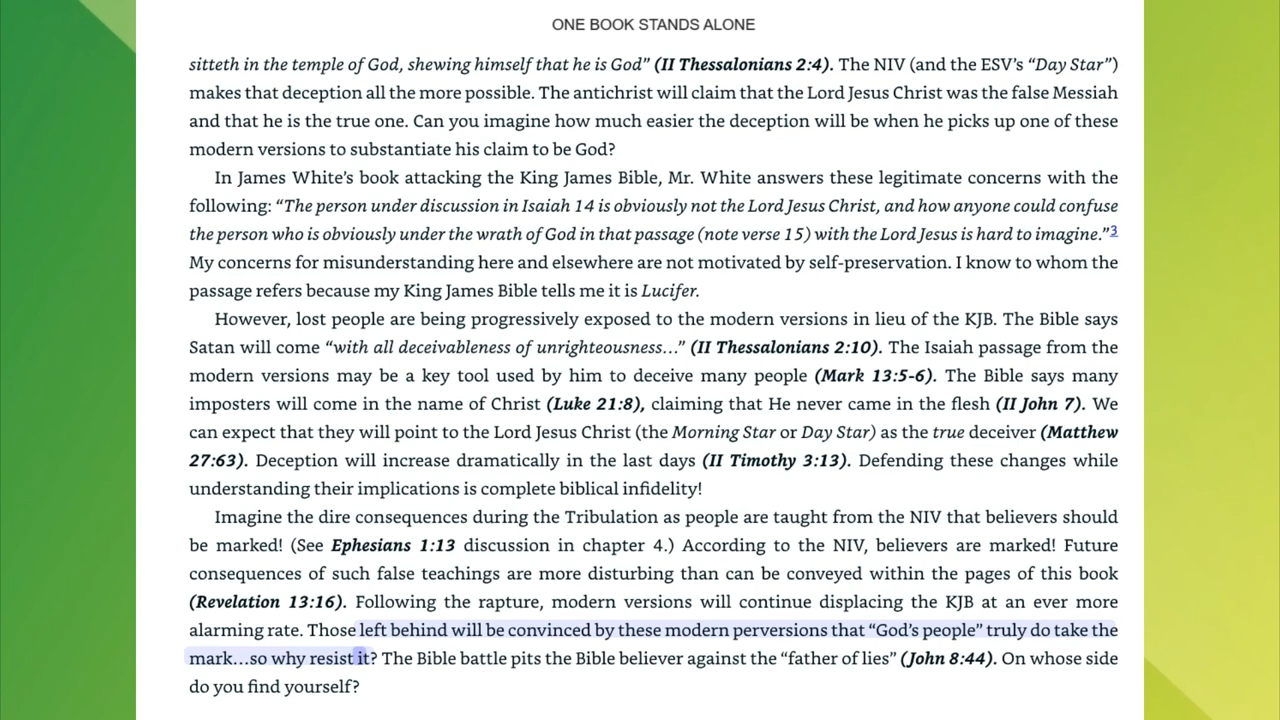 ONE BOOK STANDS ALONE
sitteth in the temple of God, shewing himself that he is God” (II Thessalonians 2:4). The NIV (and the ESV’s “Day Star”)
makes that deception all the more possible. The antichrist will claim that the Lord Jesus Christ was the false Messiah
and that he is the true one. Can you imagine how much easier the deception will be when he picks up one of these
modern versions to substantiate his claim to be God?
In James White’s book attacking the King James Bible, Mr. White answers these legitimate concerns with the
following: “The person under discussion in Isaiah 14 is obviously not the Lord Jesus Christ, and how anyone could confuse
the person who is obviously under the wrath of God in that passage (note verse 15) with the Lord Jesus is hard to imagine.”3
My concerns for misunderstanding here and elsewhere are not motivated by self-preservation. I know to whom the
passage refers because my King James Bible tells me it is Lucifer.
However, lost people are being progressively exposed to the modern versions in lieu of the KJB. The Bible says
Satan will come “with all deceivableness of unrighteousness…” (II Thessalonians 2:10). The Isaiah passage from the
modern versions may be a key tool used by him to deceive many people (Mark 13:5-6). The Bible says many
imposters will come in the name of Christ (Luke 21:8), claiming that He never came in the flesh (II John 7). We
can expect that they will point to the Lord Jesus Christ (the Morning Star or Day Star) as the true deceiver (Matthew
27:63). Deception will increase dramatically in the last days (II Timothy 3:13). Defending these changes while
understanding their implications is complete biblical infidelity!
Imagine the dire consequences during the Tribulation as people are taught from the NIV that believers should
be marked! (See Ephesians 1:13 discussion in chapter 4.) According to the NIV, believers are marked! Future
consequences of such false teachings are more disturbing than can be conveyed within the pages of this book
(Revelation 13:16). Following the rapture, modern versions will continue displacing the KJB at an ever more
alarming rate. Those left behind will be convinced by these modern perversions that “God’s people” truly do take the
mark…so why resist it? The Bible battle pits the Bible believer against the “father of lies” (John 8:44). On whose side
do you find yourself?